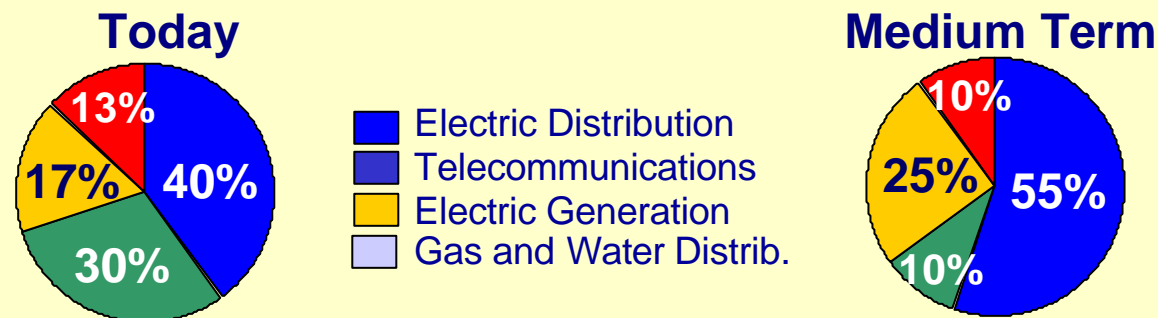 Today
13%
17%
40%
30%
Electric Distribution
Telecommunications
Electric Generation
Gas and Water Distrib.
Medium Term
10%
25%
55%
10%